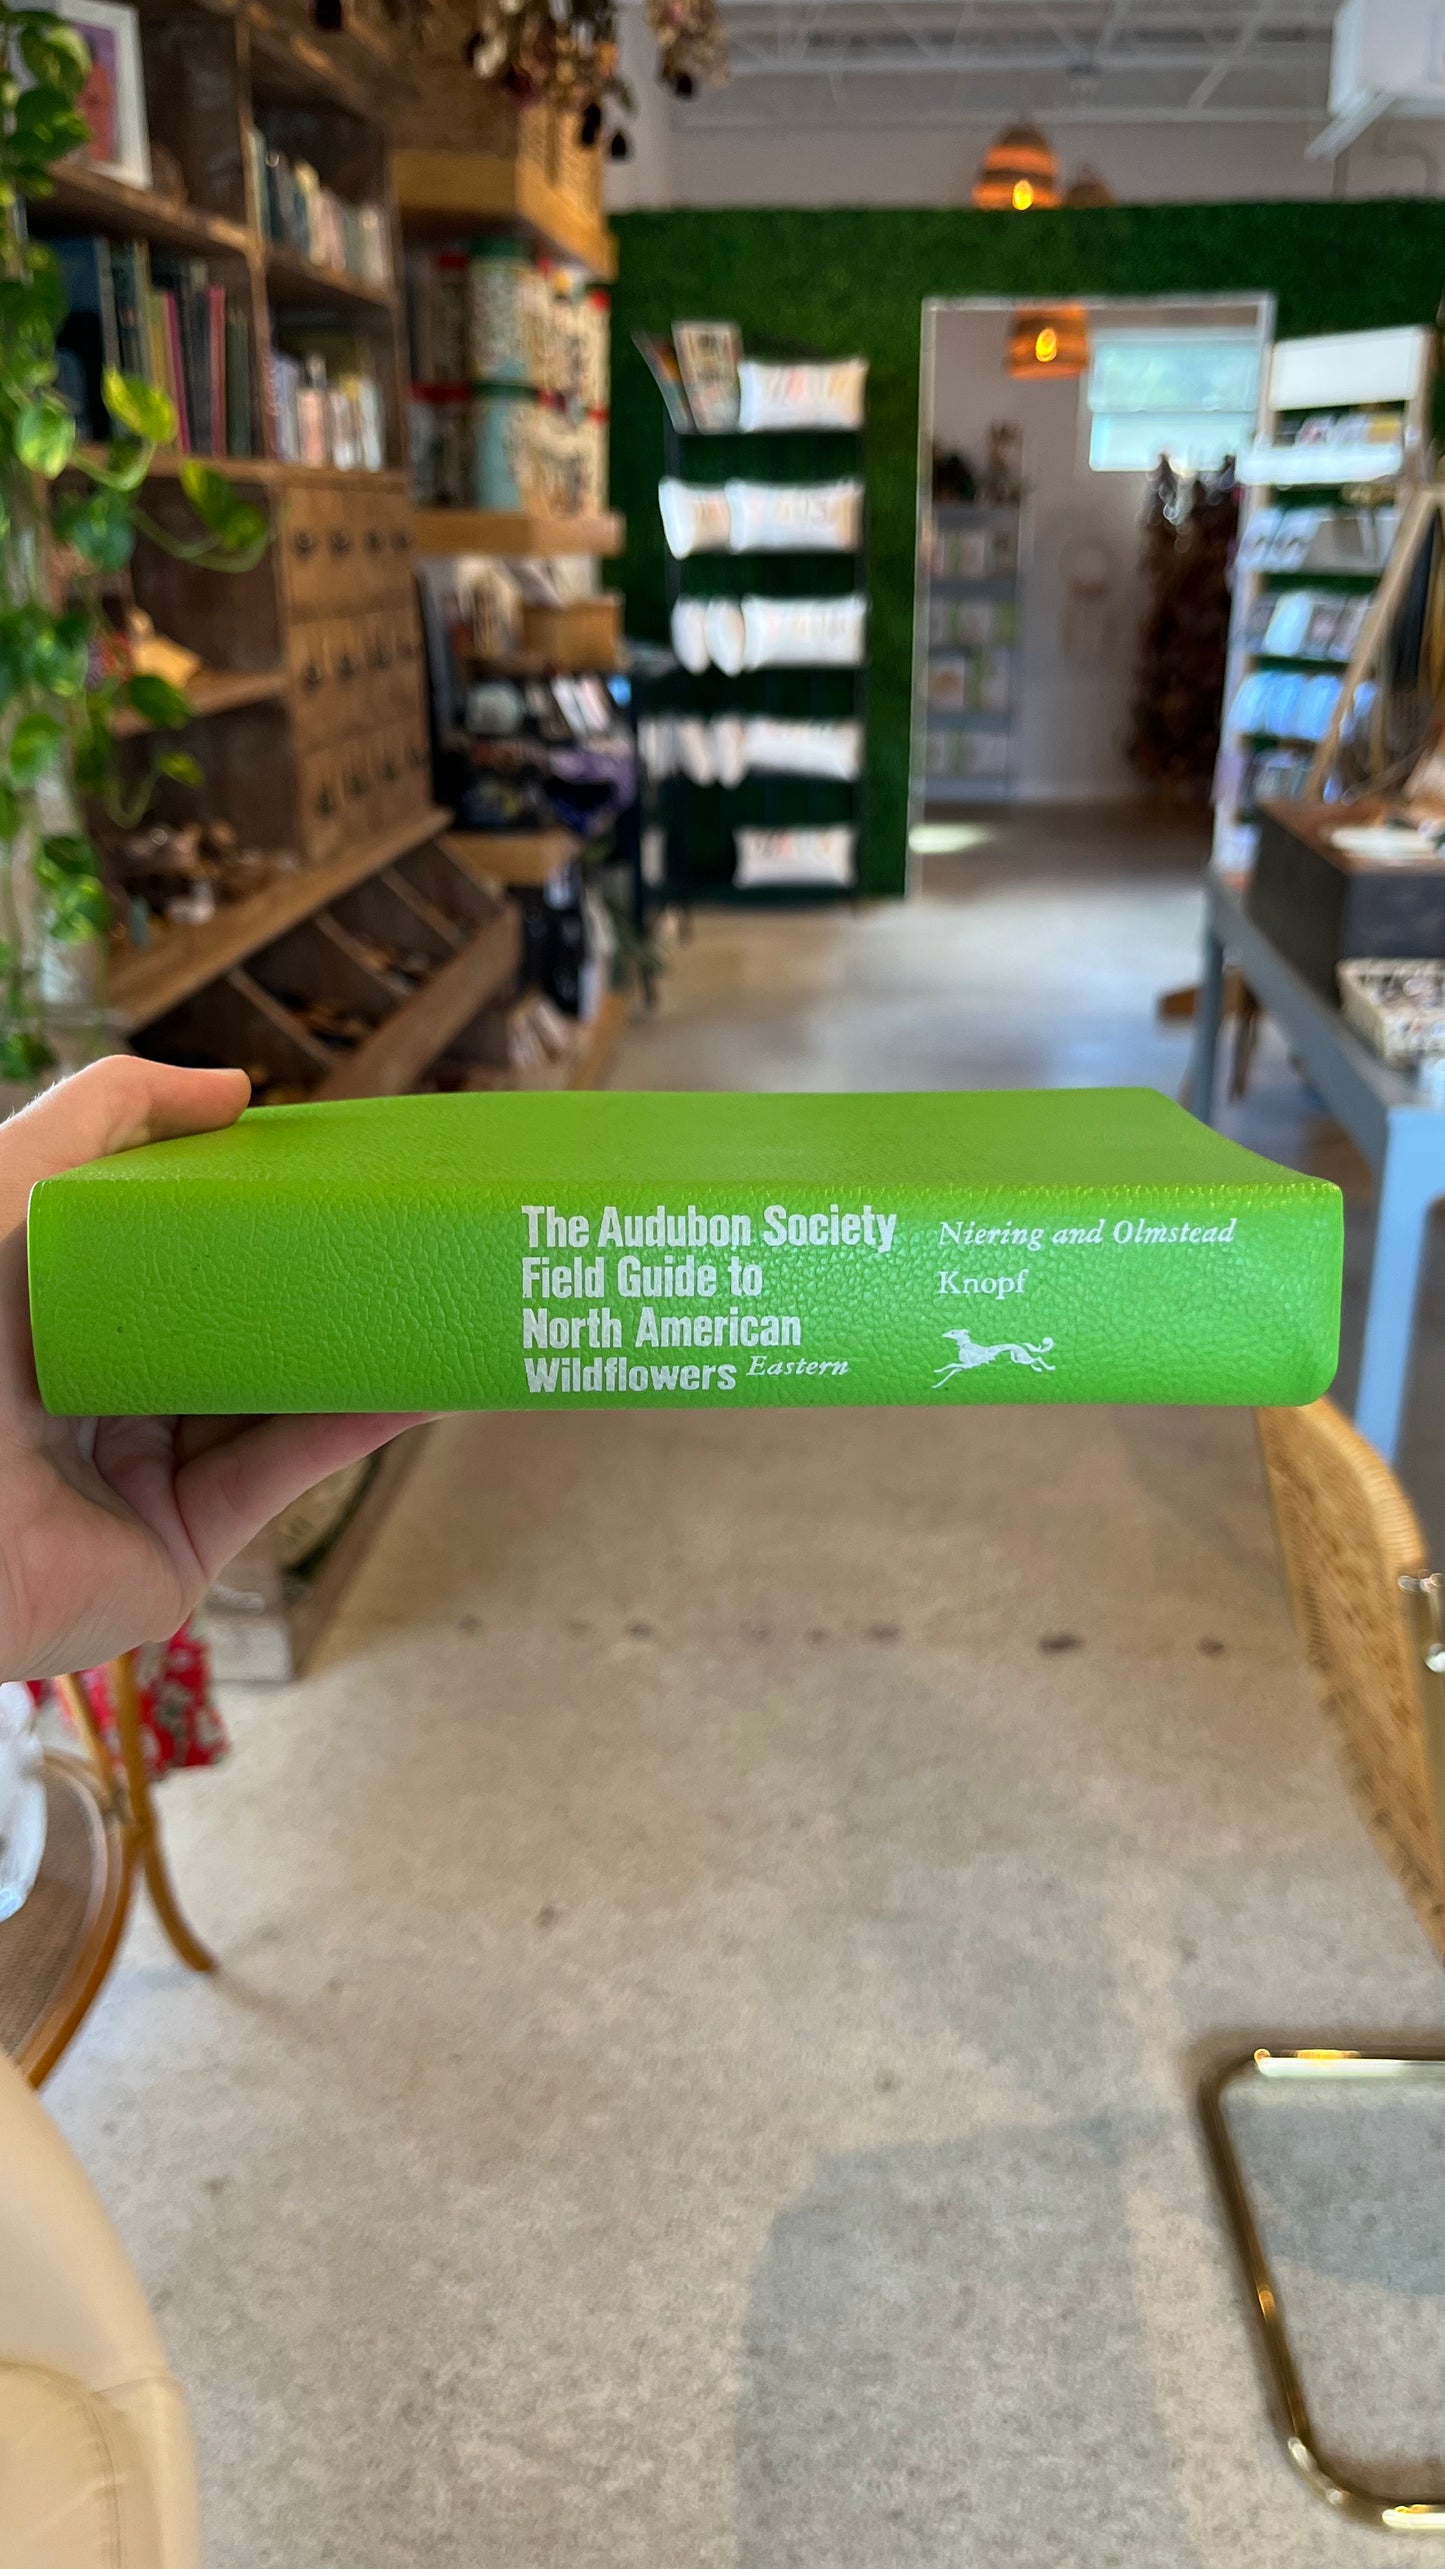 The Audubon Society
Field Guide to
North American
Wildflowers Eastern
Niering and Olmstead
Knopf